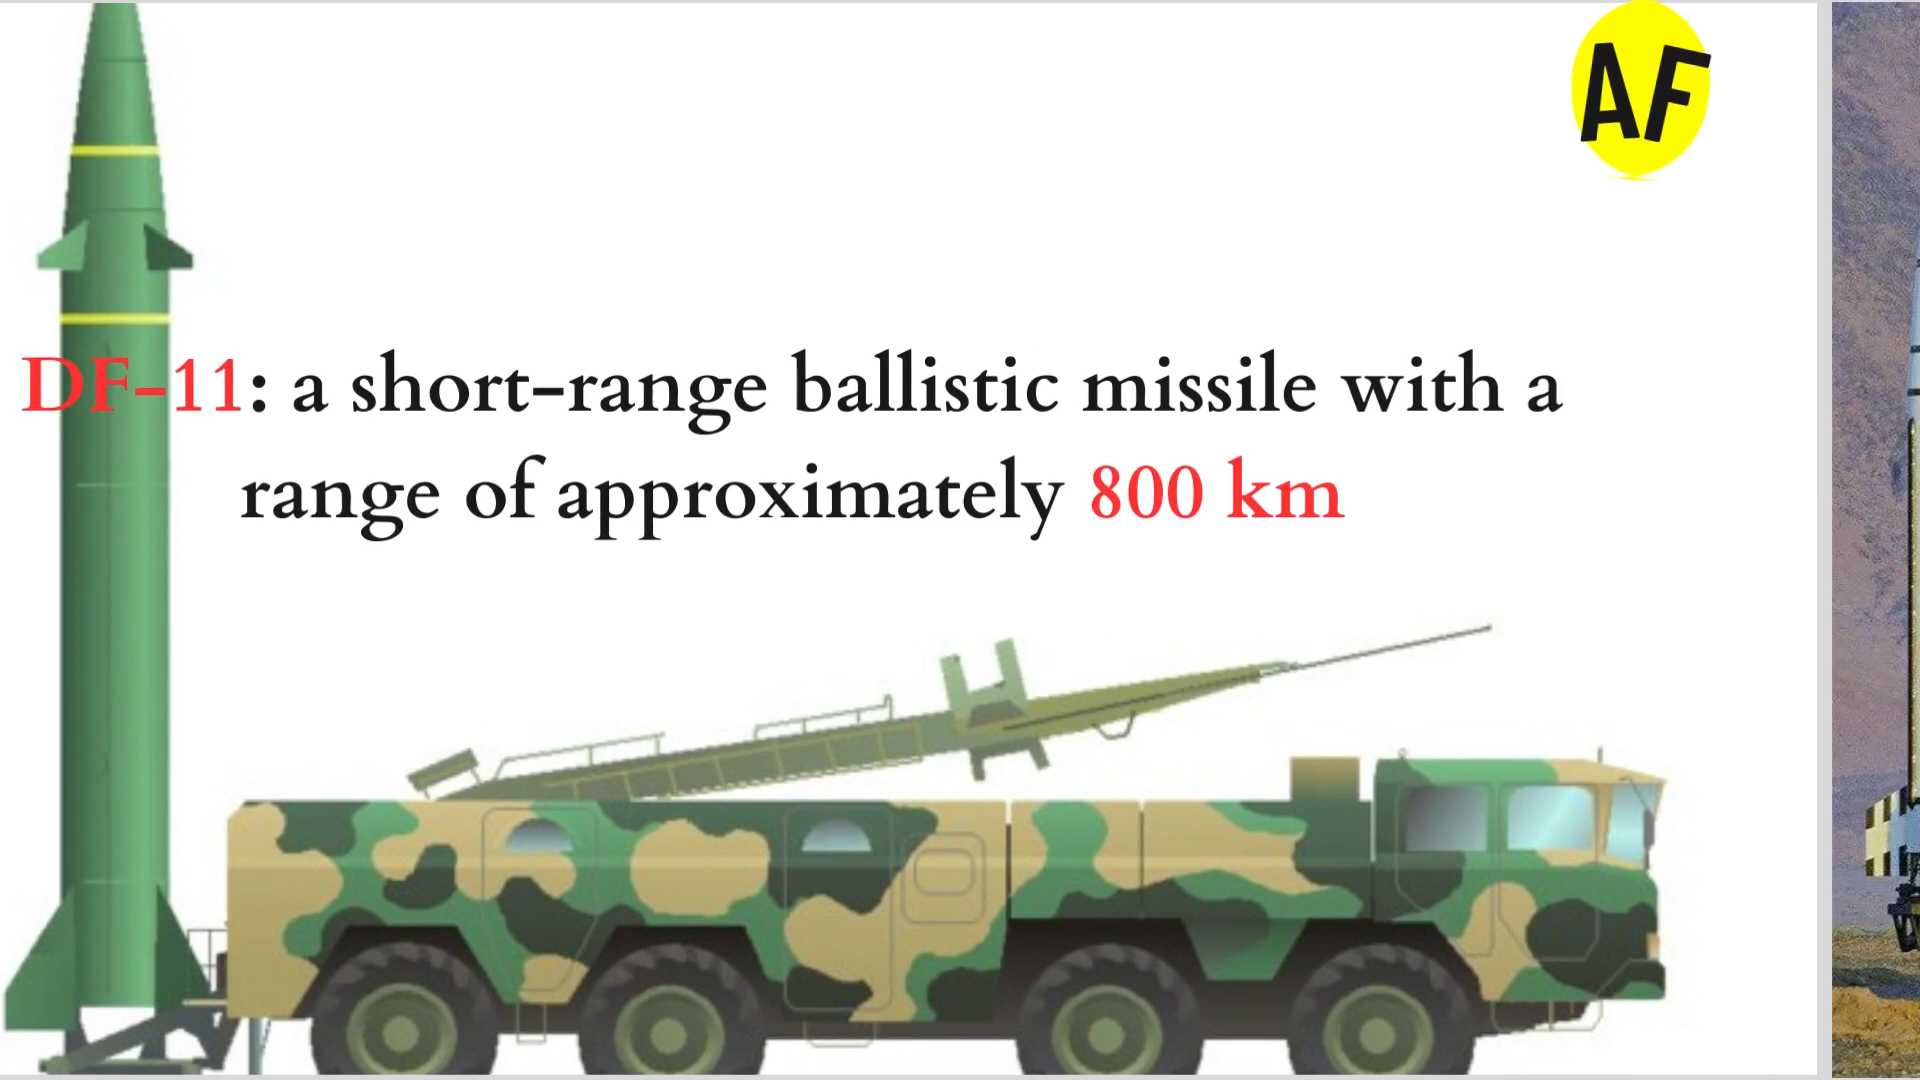 AF
DF-11: a short-range ballistic missile with a
range of approximately 800 km